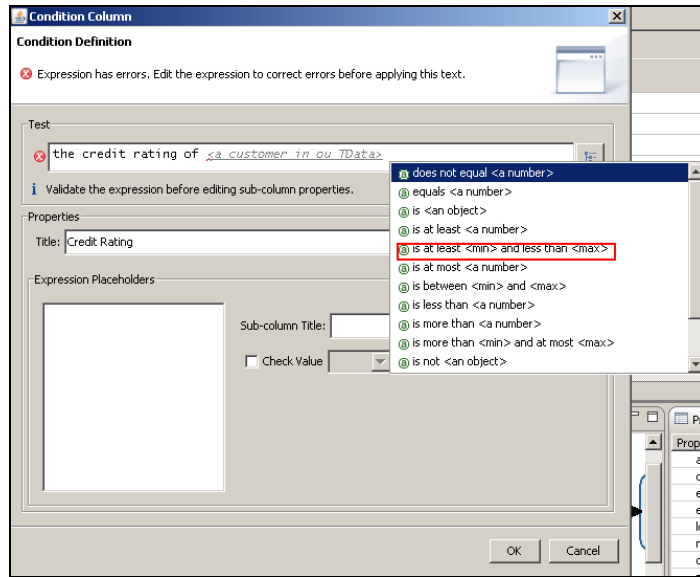 Condition Column
Condition Definition
Expression has errors. Edit the expression to correct errors before applying this text.
Test
the credit rating of <a customer in ou TData>
Validate the expression before editing sub-column properties.
Properties
Title: Credit Rating
Expression Placeholders
Sub-column Title:
Check Value
does not equal <a number>
equals <a number>
is <an object>
is at least <a number>
is at least <min> and less than <max>
is at most <a number>
is between <min> and <max>
is less than <a number>
is more than <a number>
is more than <min> and at most <max>
is not <an object>
OK
Cancel
Prop